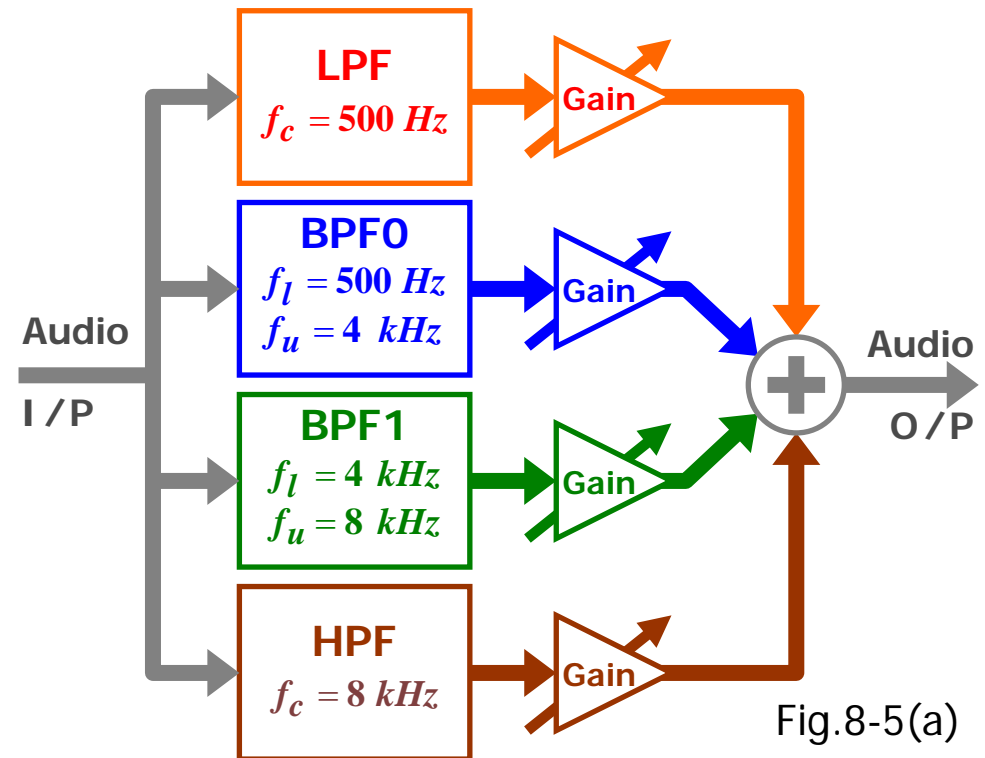 LPF
f_c = 500 Hz
Gain
BPF0
f_l = 500 Hz
f_u = 4 kHz
Gain
Audio
I/P
BPF1
f_l = 4 kHz
f_u = 8 kHz
Gain
+
Audio
O/P
HPF
f_c = 8 kHz
Gain
Fig.8-5(a)